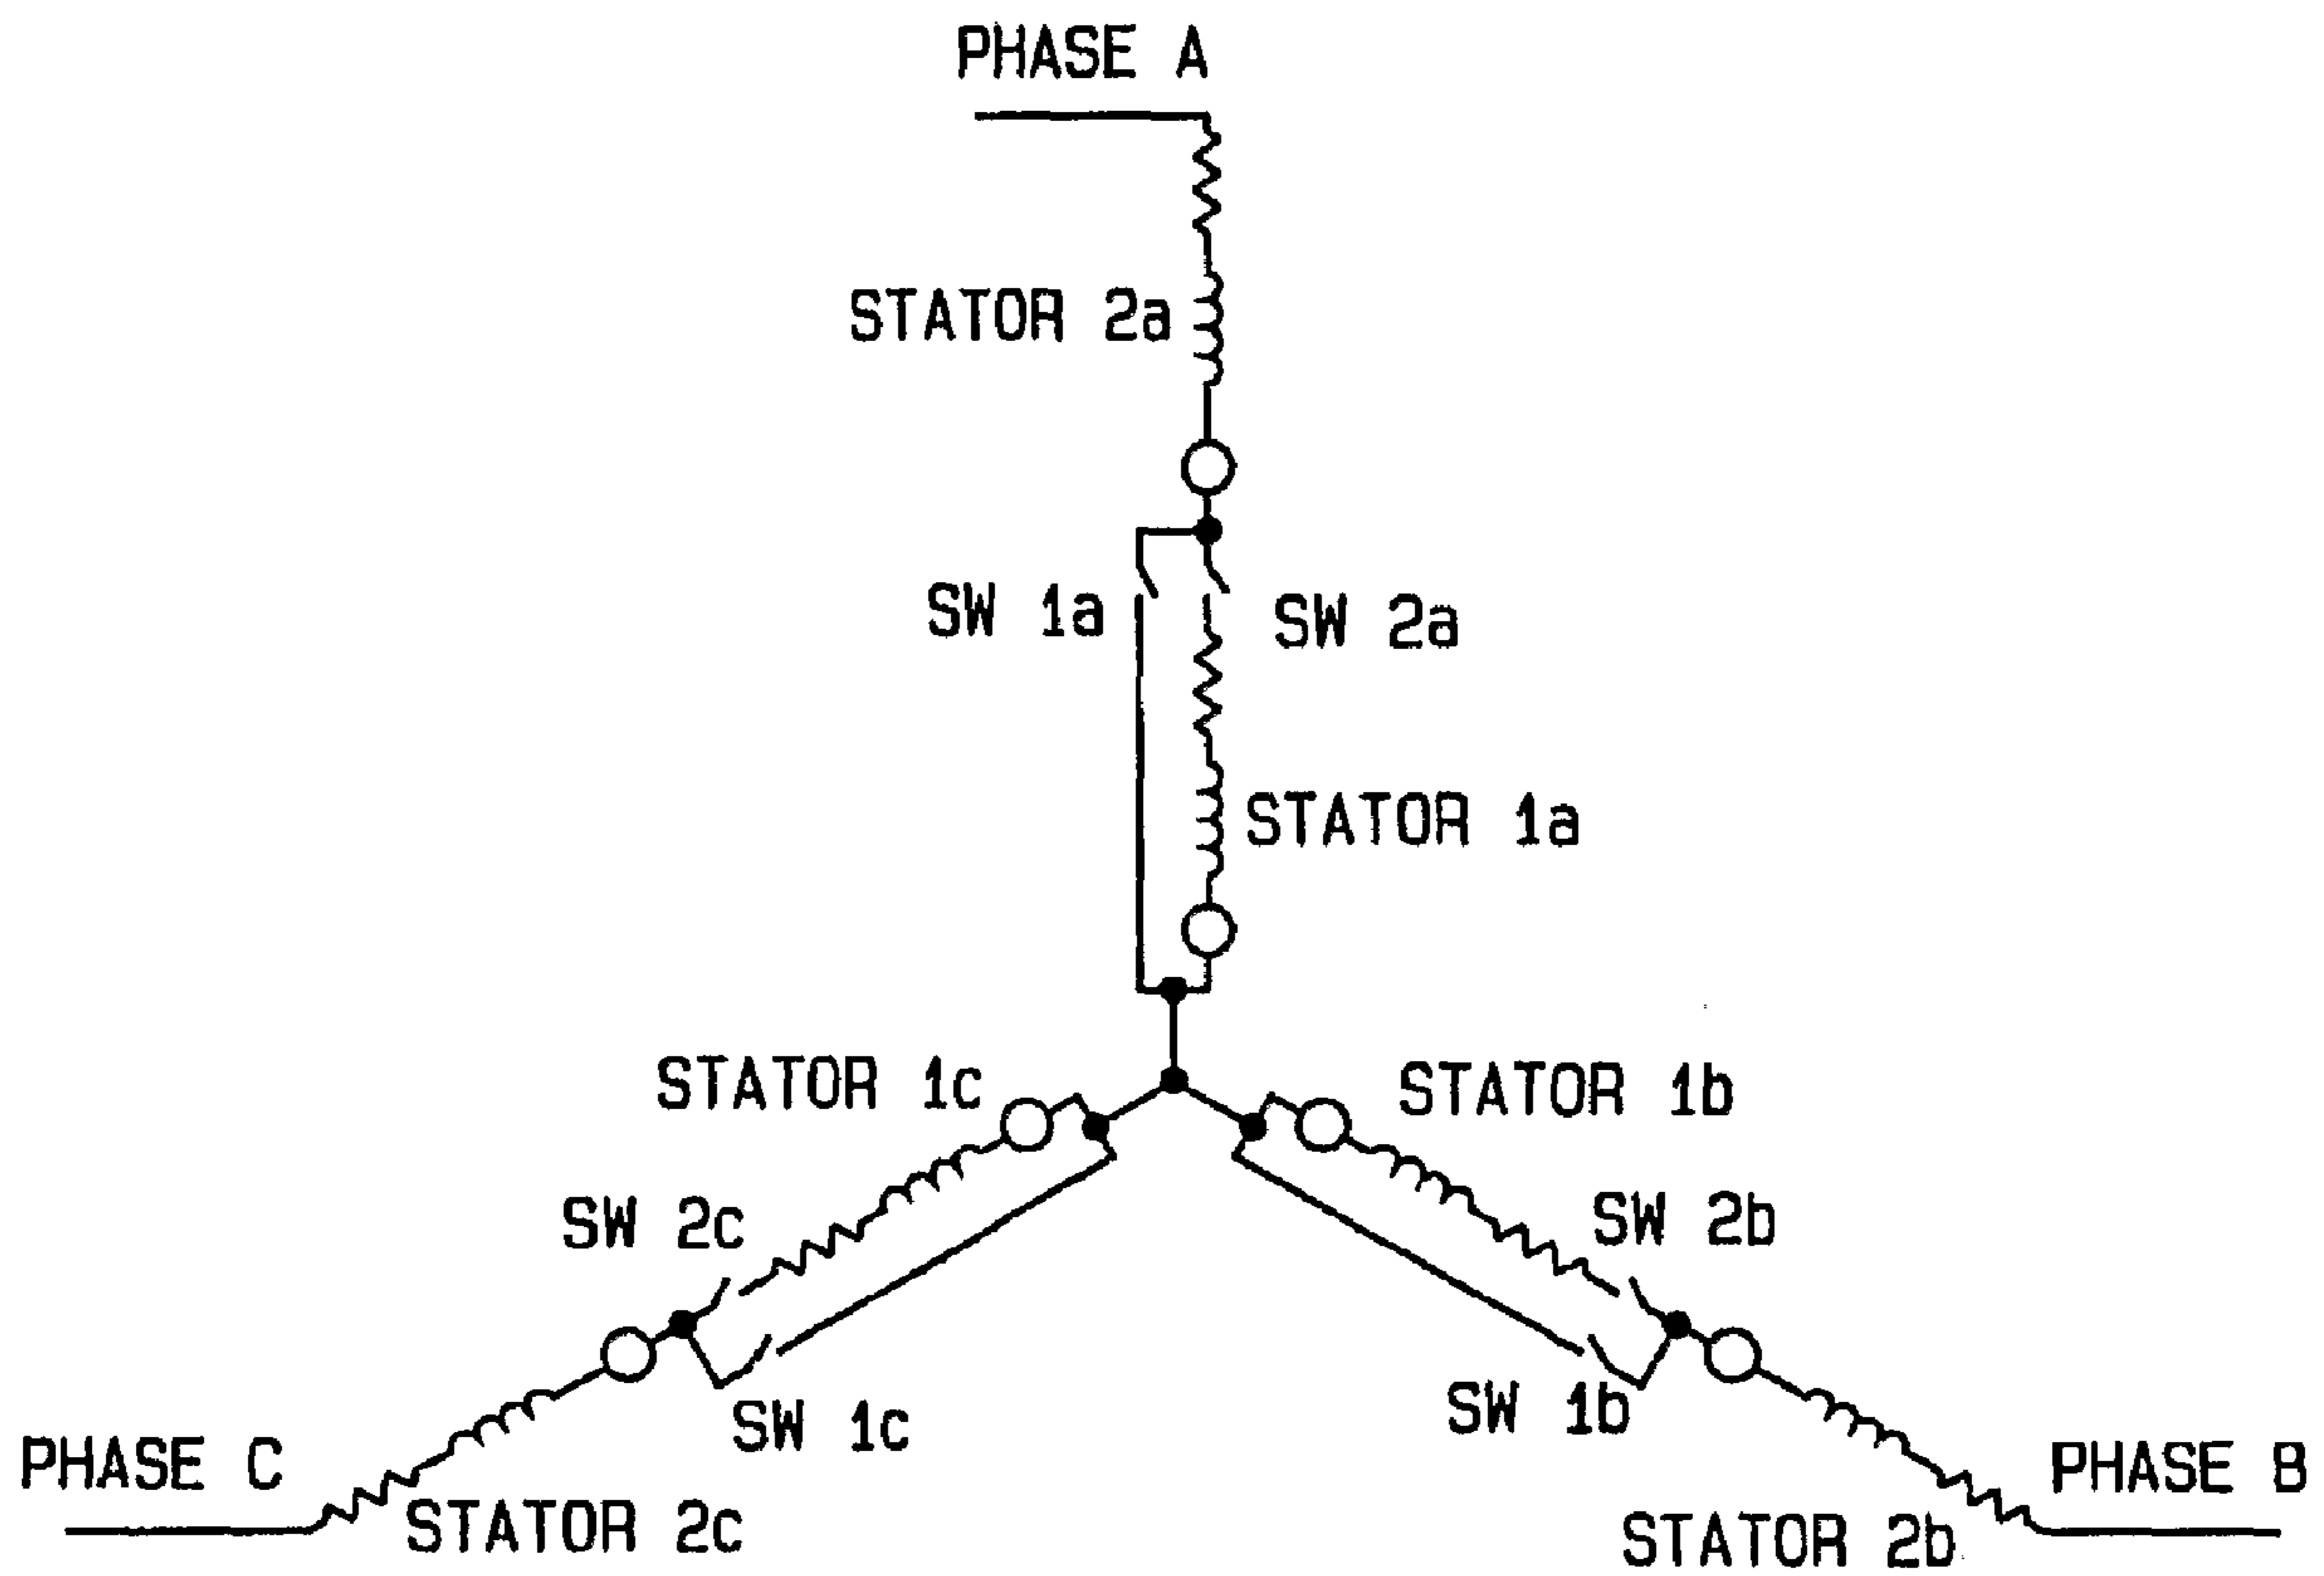 PHASE A
STATOR 2a
SW 1a
SW 2a
STATOR 1a
STATOR 1c
STATOR 1b
SW 2c
SW 2b
SW 1c
SW 1b
PHASE C
PHASE B
STATOR 2c
STATOR 2b